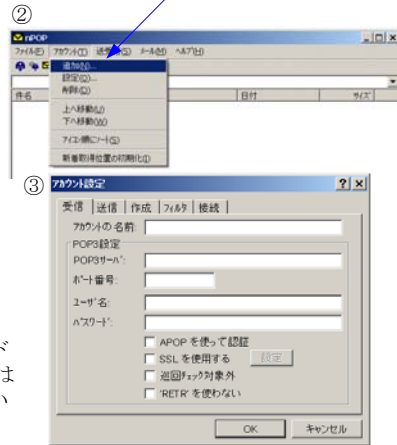 ②
nPOP
ファイル(F) アカウント(T) 送受信(S) メール(M) ヘルプ(H)
追加(N)...
設定(O)...
削除(D)
件名 日付 サイズ
上へ移動(U)
下へ移動(W)
アイコン順にソート(S)
新着取得位置の初期化(I)
③
アカウント設定
受信 送信 作成 フィルタ 接続
アカウントの名前:
POP3設定
POP3サーバ:
ポート番号:
ユーザ名:
パスワード:
APOP を使って認証
SSL を使用する 設定
巡回チェック対象外
'RETR' を使わない
OK キャンセル
ド
は
い